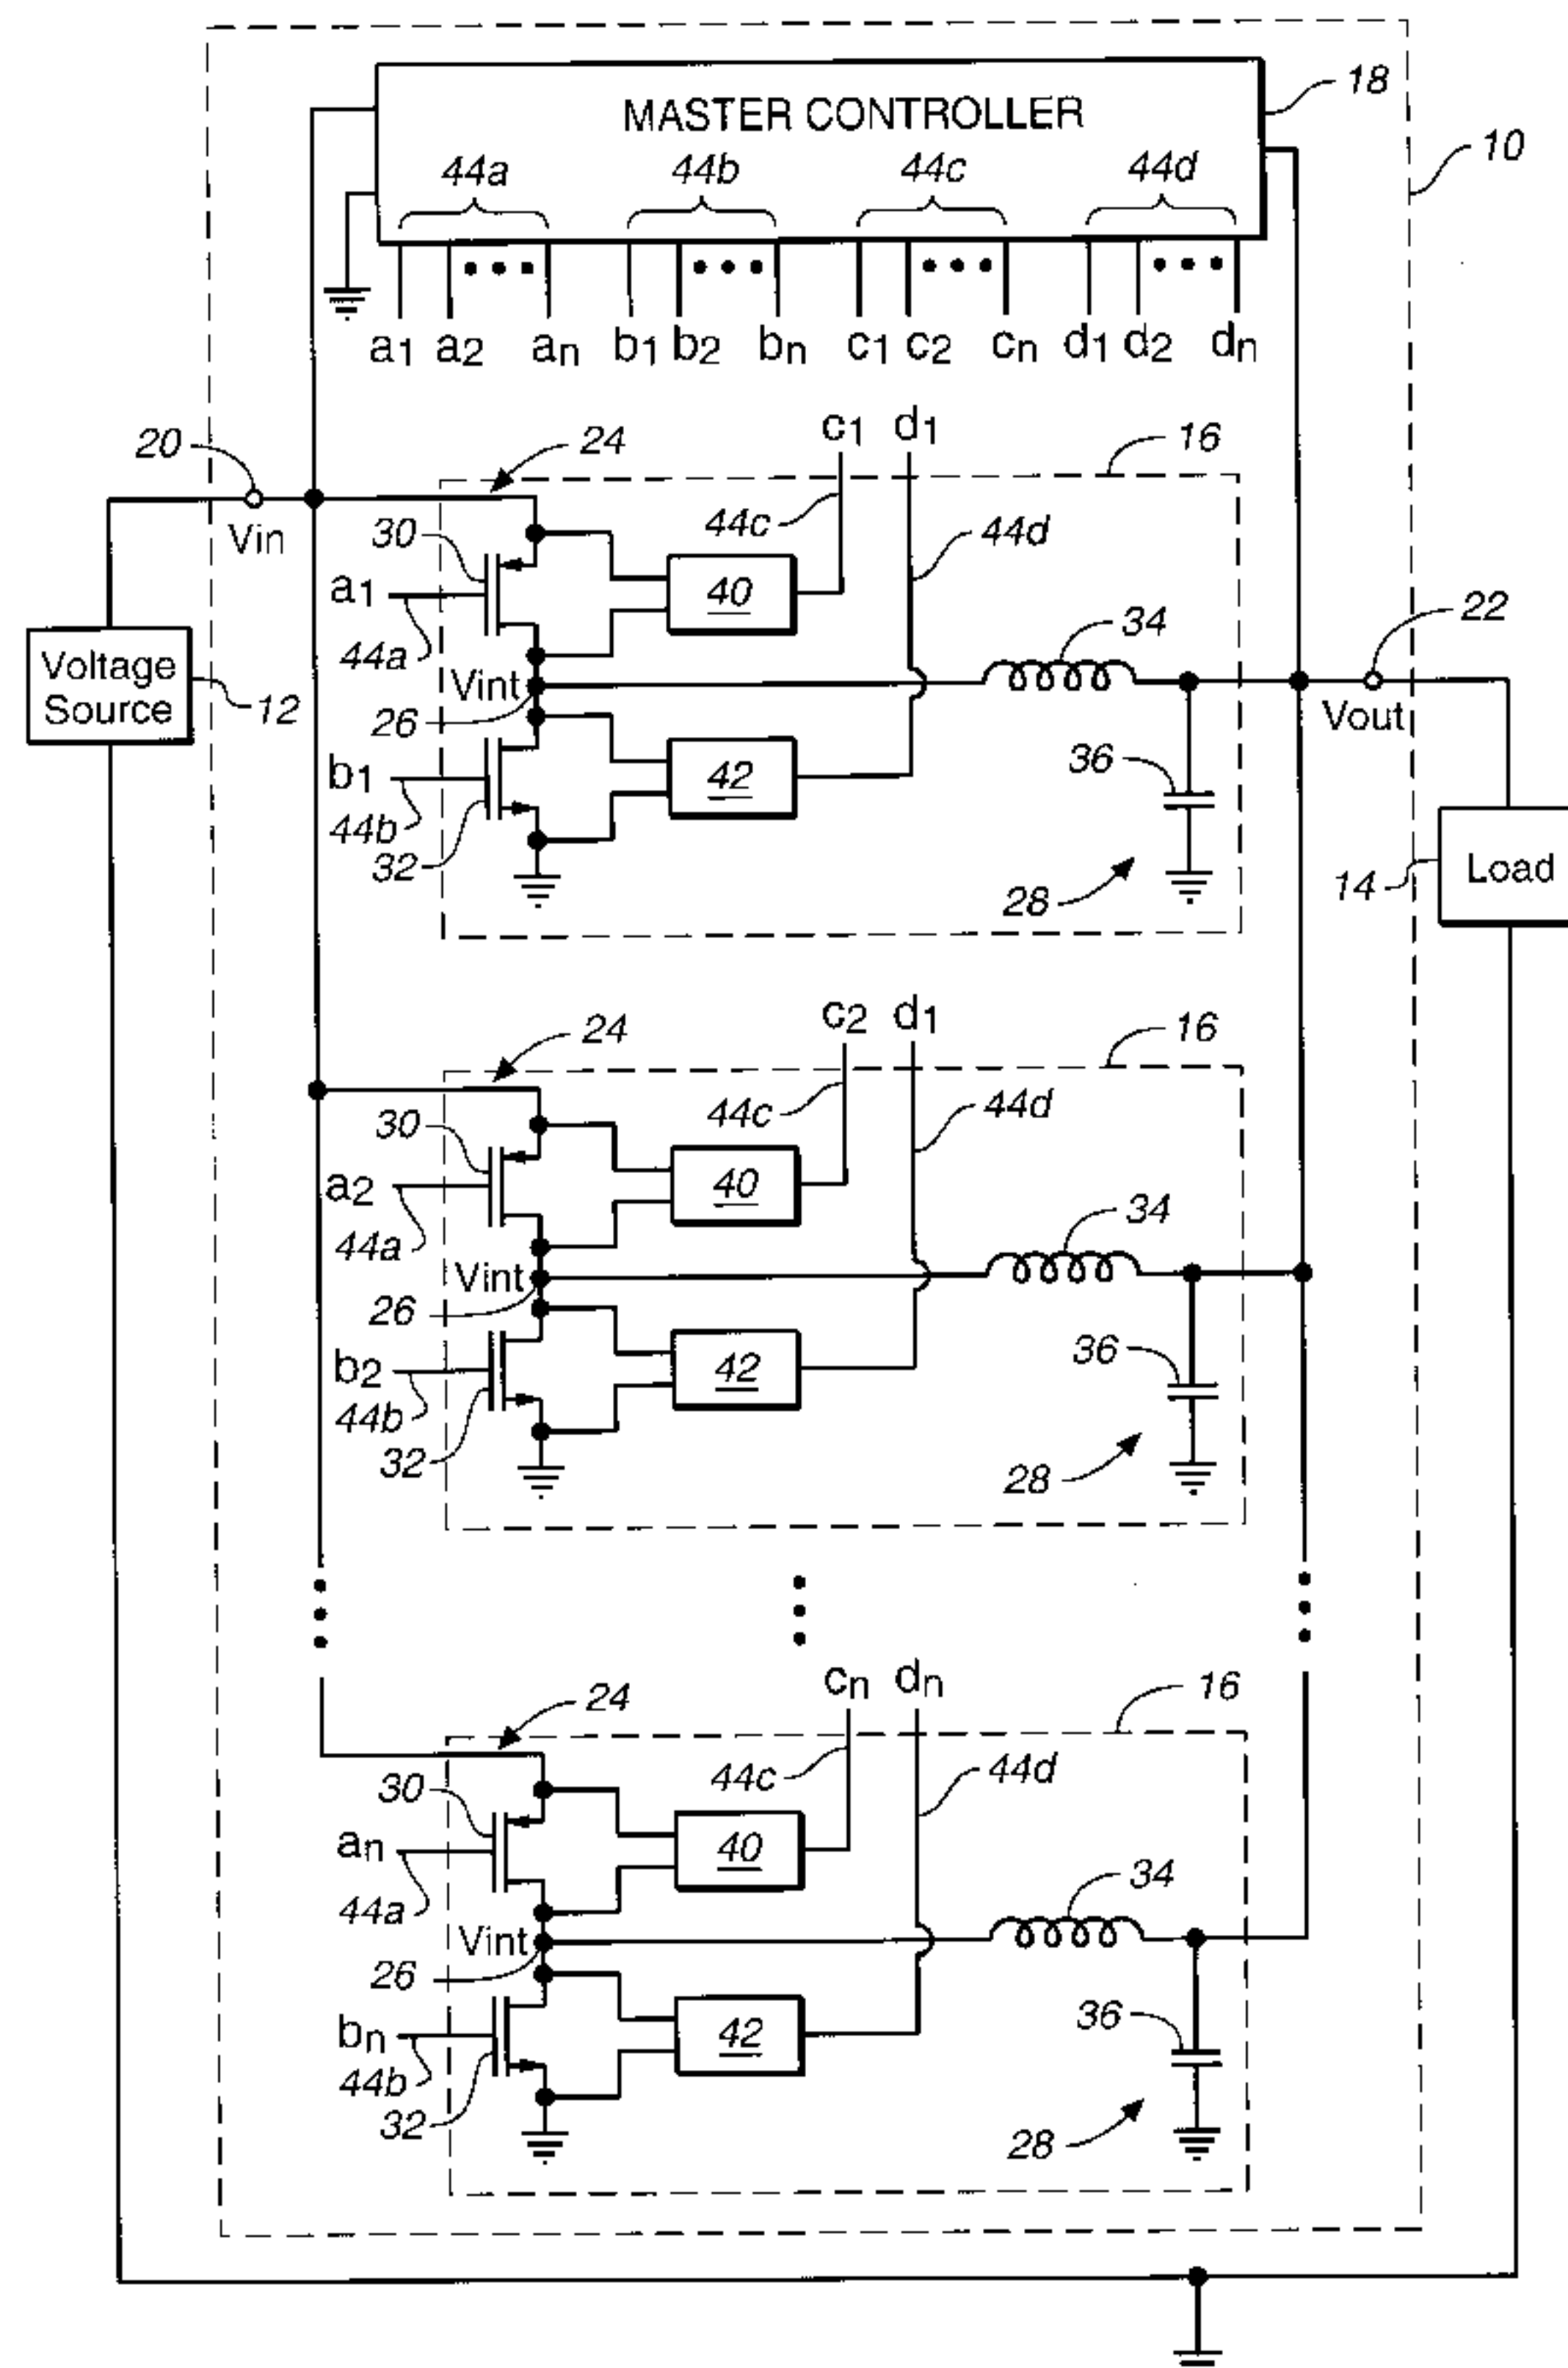 18
MASTER CONTROLLER
10
44a 44b 44c 44d
a1 a2 an b1 b2 bn c1 c2 cn d1 d2 dn
c1 d1
20 24 16
Vin 30 44c 44d
a1 40
22
34
44a
Voltage Source
12
Vint
Vout
26
36
b1 42
44b
32
28
14
Load
c2 d1
24 16
30 44c 44d
a2 40
34
44a
Vint
26
36
b2 42
44b
32
28
cn dn
24 16
30 44c 44d
an 40
34
44a
Vint
26
36
bn 42
44b
32
28